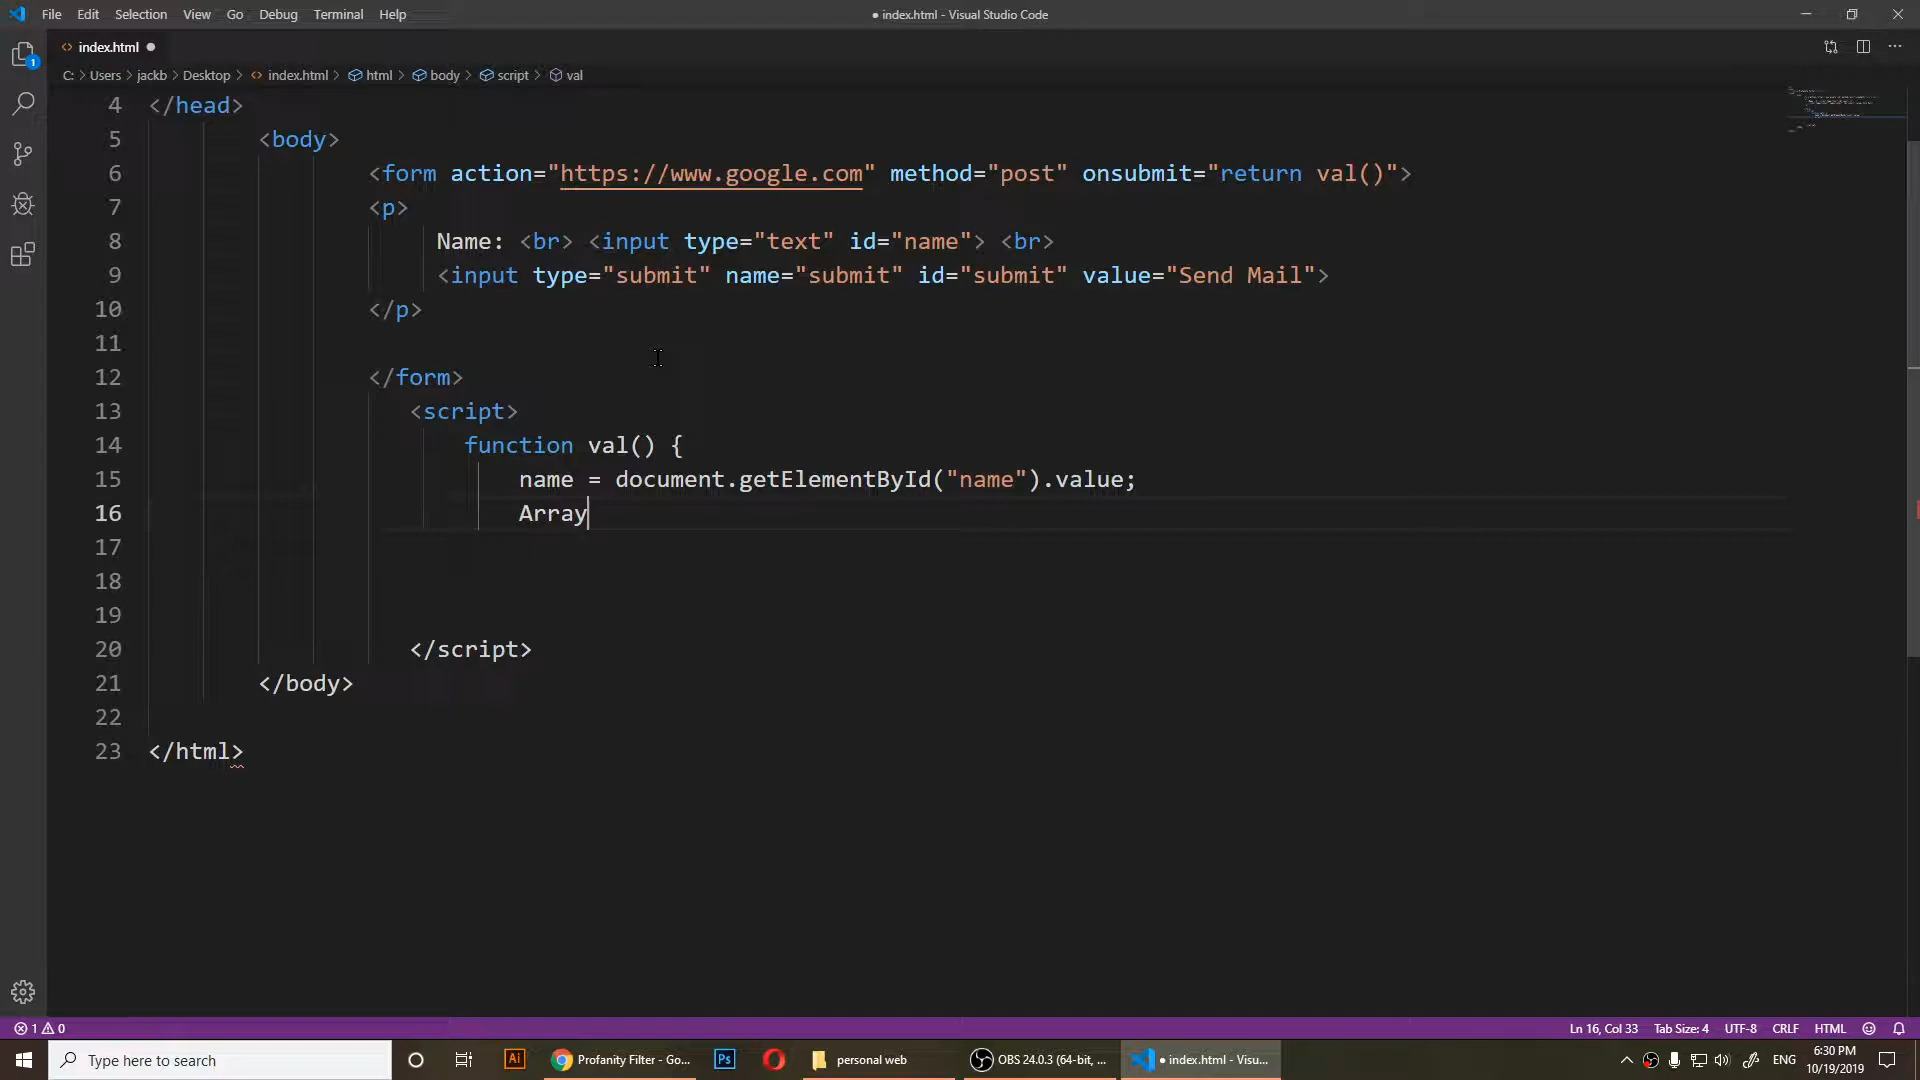 File Edit Selection View Go Debug Terminal Help
● index.html - Visual Studio Code
index.html
C: > Users > jackb > Desktop > index.html > html > body > script > val
4 </head>
5 <body>
6 <form action="https://www.google.com" method="post" onsubmit="return val()">
7 <p>
8 Name: <br> <input type="text" id="name"> <br>
9 <input type="submit" name="submit" id="submit" value="Send Mail">
10 </p>
11
12 </form>
13 <script>
14 function val() {
15 name = document.getElementById("name").value;
16 Array
17
18
19
20 </script>
21 </body>
22
23 </html>
1 0
Ln 16, Col 33 Tab Size: 4 UTF-8 CRLF HTML
Type here to search
Ai
Profanity Filter - Go...
Ps
personal web
OBS 24.0.3 (64-bit, ...
● index.html - Visu...
ENG
6:30 PM
10/19/2019